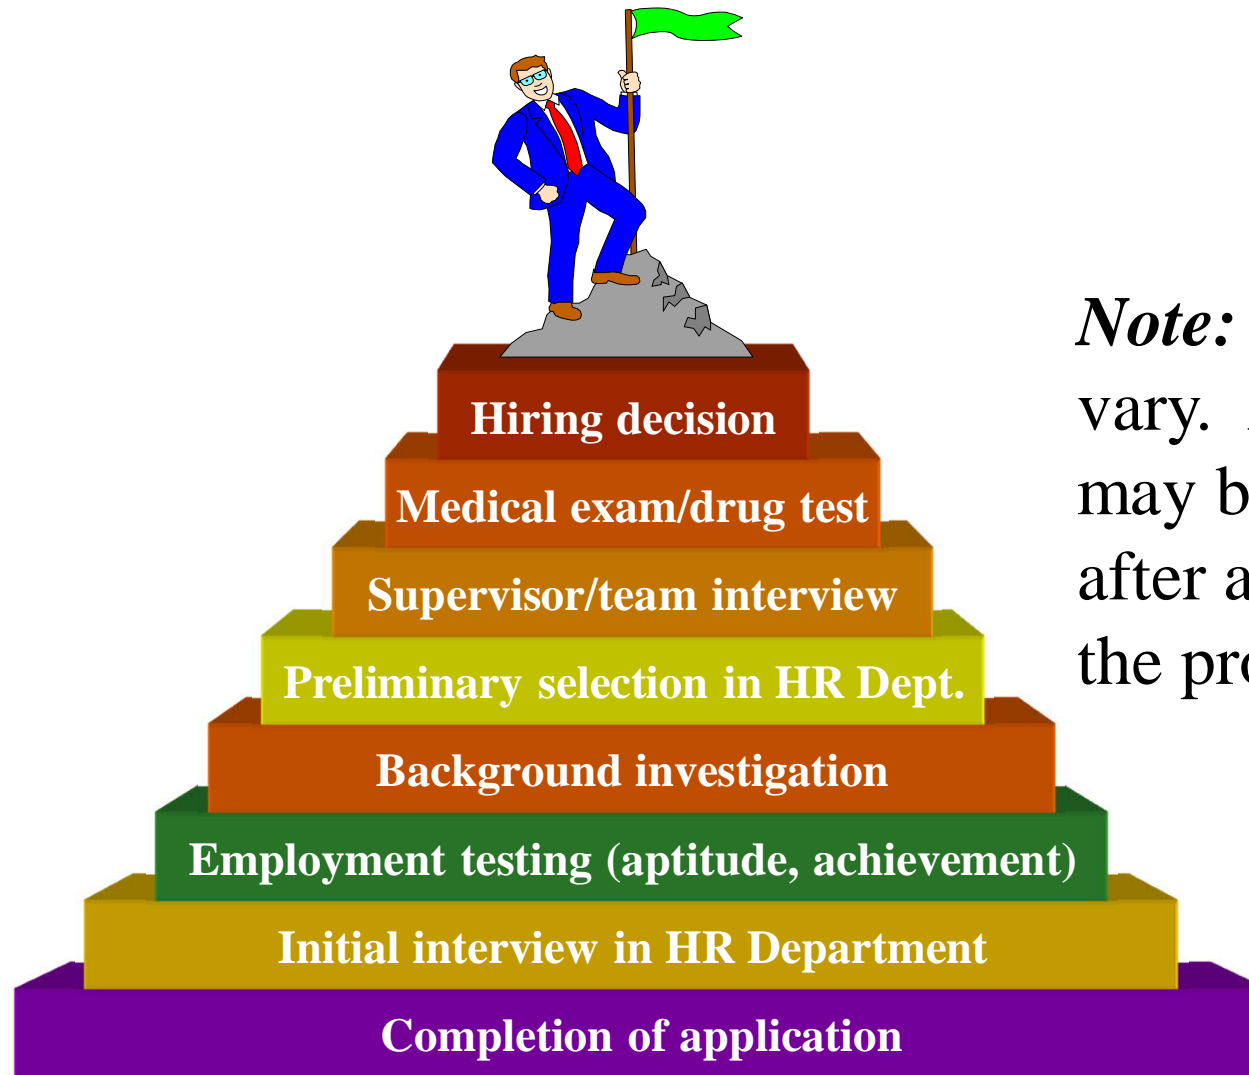 Hiring decision
Medical exam/drug test
Supervisor/team interview
Preliminary selection in HR Dept.
Background investigation
Employment testing (aptitude, achievement)
Initial interview in HR Department
Completion of application
Note:
vary.
may
after
the